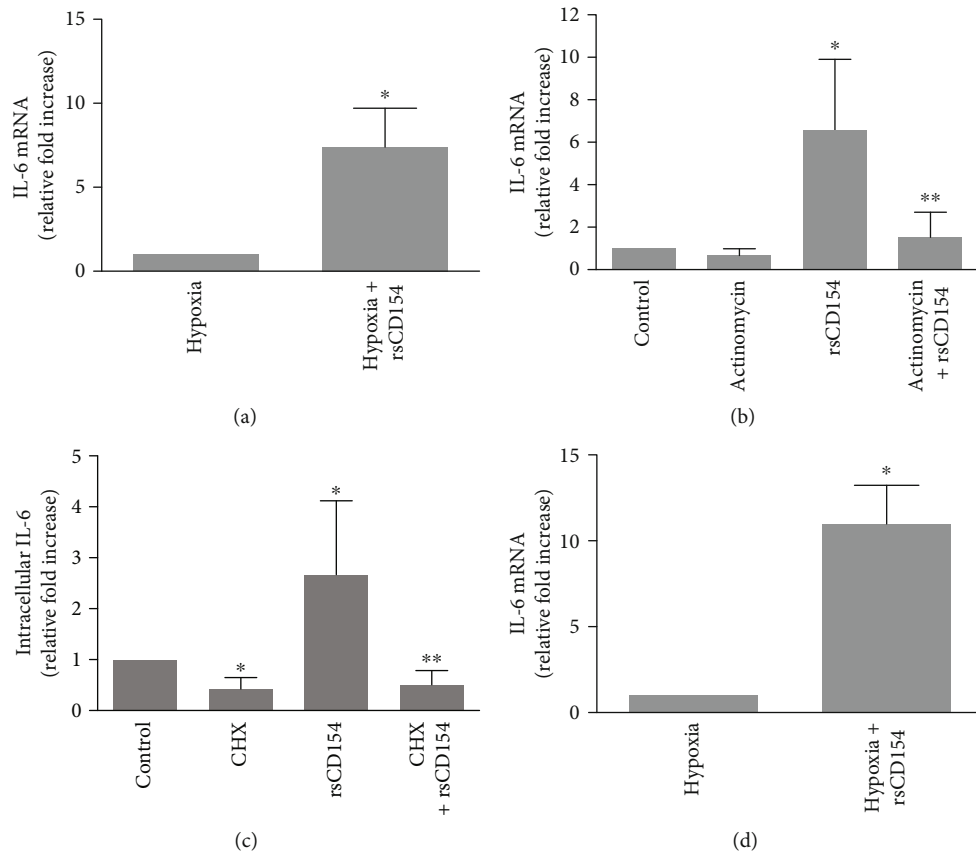 IL-6 mRNA
(relative fold increase)
15
10
5
0
*
Hypoxia
Hypoxia +
rsCD154
(a)
IL-6 mRNA
(relative fold increase)
12
10
8
6
4
2
0
*
**
Control
Actinomycin
rsCD154
Actinomycin
+ rsCD154
(b)
Intracellular IL-6
(relative fold increase)
5
4
3
2
1
0
*
*
**
Control
CHX
rsCD154
CHX
+ rsCD154
(c)
IL-6 mRNA
(relative fold increase)
15
10
5
0
*
Hypoxia
Hypoxia +
rsCD154
(d)